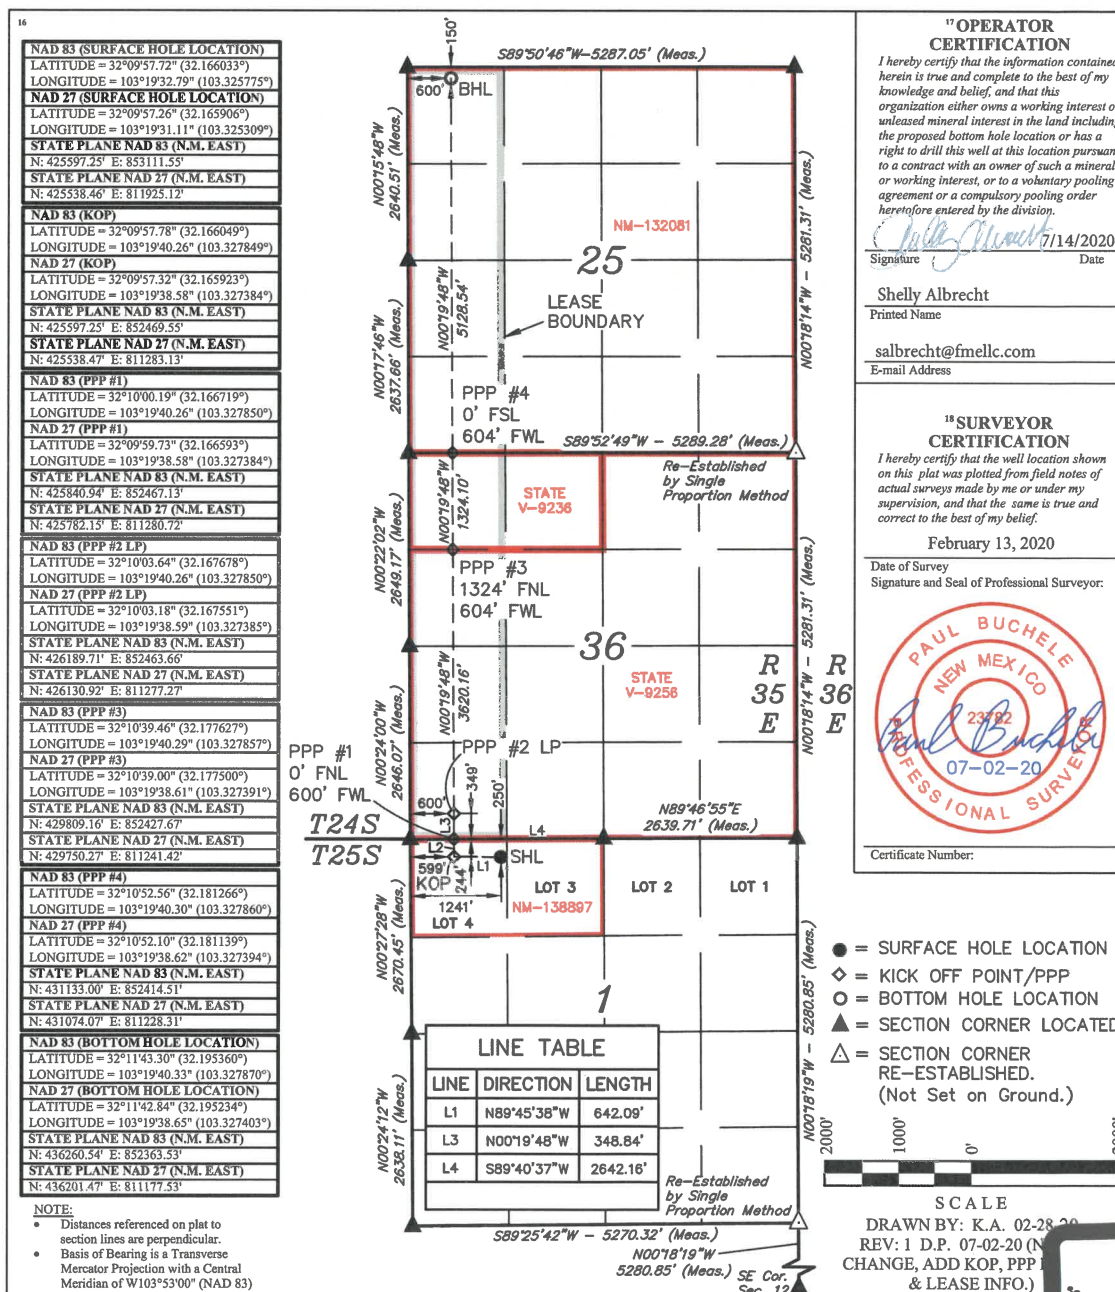 16
NAD 83 (SURFACE HOLE LOCATION)
LATITUDE = 32°09'57.72" (32.166033°)
LONGITUDE = 103°19'32.79" (103.325775°)
NAD 27 (SURFACE HOLE LOCATION)
LATITUDE = 32°09'57.26" (32.165906°)
LONGITUDE = 103°19'31.11" (103.325309°)
STATE PLANE NAD 83 (N.M. EAST)
N: 425597.25' E: 853111.55'
STATE PLANE NAD 27 (N.M. EAST)
N: 425538.46' E: 811925.12'
NAD 83 (KOP)
LATITUDE = 32°09'57.78" (32.166049°)
LONGITUDE = 103°19'40.26" (103.327849°)
NAD 27 (KOP)
LATITUDE = 32°09'57.32" (32.165923°)
LONGITUDE = 103°19'38.58" (103.327384°)
STATE PLANE NAD 83 (N.M. EAST)
N: 425597.25' E: 852469.55'
STATE PLANE NAD 27 (N.M. EAST)
N: 425538.47' E: 811283.13'
NAD 83 (PPP #1)
LATITUDE = 32°10'00.19" (32.166719°)
LONGITUDE = 103°19'40.26" (103.327850°)
NAD 27 (PPP #1)
LATITUDE = 32°09'59.73" (32.166593°)
LONGITUDE = 103°19'38.58" (103.327384°)
STATE PLANE NAD 83 (N.M. EAST)
N: 425840.94' E: 852467.13'
STATE PLANE NAD 27 (N.M. EAST)
N: 425782.15' E: 811280.72'
NAD 83 (PPP #2 LP)
LATITUDE = 32°10'03.64" (32.167678°)
LONGITUDE = 103°19'40.26" (103.327850°)
NAD 27 (PPP #2 LP)
LATITUDE = 32°10'03.18" (32.167551°)
LONGITUDE = 103°19'38.59" (103.327385°)
STATE PLANE NAD 83 (N.M. EAST)
N: 426189.71' E: 852463.66'
STATE PLANE NAD 27 (N.M. EAST)
N: 426130.92' E: 811277.27'
NAD 83 (PPP #3)
LATITUDE = 32°10'39.46" (32.177627°)
LONGITUDE = 103°19'40.29" (103.327857°)
NAD 27 (PPP #3)
LATITUDE = 32°10'39.00" (32.177500°)
LONGITUDE = 103°19'38.61" (103.327391°)
STATE PLANE NAD 83 (N.M. EAST)
N: 429809.16' E: 852427.67'
STATE PLANE NAD 27 (N.M. EAST)
N: 429750.27' E: 811241.42'
NAD 83 (PPP #4)
LATITUDE = 32°10'52.56" (32.181266°)
LONGITUDE = 103°19'40.30" (103.327860°)
NAD 27 (PPP #4)
LATITUDE = 32°10'52.10" (32.181139°)
LONGITUDE = 103°19'38.62" (103.327394°)
STATE PLANE NAD 83 (N.M. EAST)
N: 431133.00' E: 852414.51'
STATE PLANE NAD 27 (N.M. EAST)
N: 431074.07' E: 811228.31'
NAD 83 (BOTTOM HOLE LOCATION)
LATITUDE = 32°11'43.30" (32.195360°)
LONGITUDE = 103°19'40.33" (103.327870°)
NAD 27 (BOTTOM HOLE LOCATION)
LATITUDE = 32°11'42.84" (32.195234°)
LONGITUDE = 103°19'38.65" (103.327403°)
STATE PLANE NAD 83 (N.M. EAST)
N: 436260.54' E: 852363.53'
STATE PLANE NAD 27 (N.M. EAST)
N: 436201.47' E: 811177.53'
NOTE:
• Distances referenced on plat to
section lines are perpendicular.
• Basis of Bearing is a Transverse
Mercator Projection with a Central
Meridian of W103°53'00" (NAD 83)
150'
S89°50'46"W-5287.05' (Meas.)
600'
BHL
N00°15'48"W
2640.51' (Meas.)
NM-132081
25
N00°18'14"W - 5281.31' (Meas.)
N00°19'48"W
5128.54'
LEASE
BOUNDARY
N00°17'46"W
2637.66' (Meas.)
PPP #4
0' FSL
604' FWL
S89°52'49"W - 5289.28' (Meas.)
Re-Established
by Single
Proportion Method
N00°19'48"W
1324.10'
STATE
V-9236
N00°22'02"W
2649.17' (Meas.)
PPP #3
1324' FNL
604' FWL
36
STATE
V-9256
N00°18'14"W - 5281.31' (Meas.)
R
35
E
R
36
E
N00°19'48"W
3620.16'
N00°24'00"W
2646.07' (Meas.)
PPP #1
0' FNL
600' FWL
PPP #2 LP
600'
349'
250'
L3
L4
N89°46'55"E
2639.71' (Meas.)
T24S
T25S
L2
L1
SHL
599'
KOP
244'
1241'
LOT 4
LOT 3
NM-138897
LOT 2
LOT 1
N00°27'28"W
2670.45' (Meas.)
1
N00°18'19"W - 5280.85' (Meas.)
LINE TABLE
LINE DIRECTION LENGTH
L1 N89°45'38"W 642.09'
L3 N00°19'48"W 348.84'
L4 S89°40'37"W 2642.16'
N00°24'12"W
2638.11' (Meas.)
Re-Established
by Single
Proportion Method
S89°25'42"W - 5270.32' (Meas.)
N00°18'19"W
5280.85' (Meas.)
SE Cor.
Sec. 12
17 OPERATOR
CERTIFICATION
I hereby certify that the information contained
herein is true and complete to the best of my
knowledge and belief, and that this
organization either owns a working interest o
unleased mineral interest in the land including
the proposed bottom hole location or has a
right to drill this well at this location pursuan
to a contract with an owner of such a mineral
or working interest, or to a voluntary pooling
agreement or a compulsory pooling order
heretofore entered by the division.
7/14/2020
Signature Date
Shelly Albrecht
Printed Name
salbrecht@fmellc.com
E-mail Address
18 SURVEYOR
CERTIFICATION
I hereby certify that the well location shown
on this plat was plotted from field notes of
actual surveys made by me or under my
supervision, and that the same is true and
correct to the best of my belief.
February 13, 2020
Date of Survey
Signature and Seal of Professional Surveyor:
PAUL BUCHELE
NEW MEXICO
23782
Paul Buchele
07-02-20
PROFESSIONAL SURVEYOR
Certificate Number:
= SURFACE HOLE LOCATION
= KICK OFF POINT/PPP
= BOTTOM HOLE LOCATION
= SECTION CORNER LOCATED
= SECTION CORNER
RE-ESTABLISHED.
(Not Set on Ground.)
2000' 1000' 0'
SCALE
DRAWN BY: K.A. 02-28-20
REV: 1 D.P. 07-02-20 (N
CHANGE, ADD KOP, PPP
& LEASE INFO.)